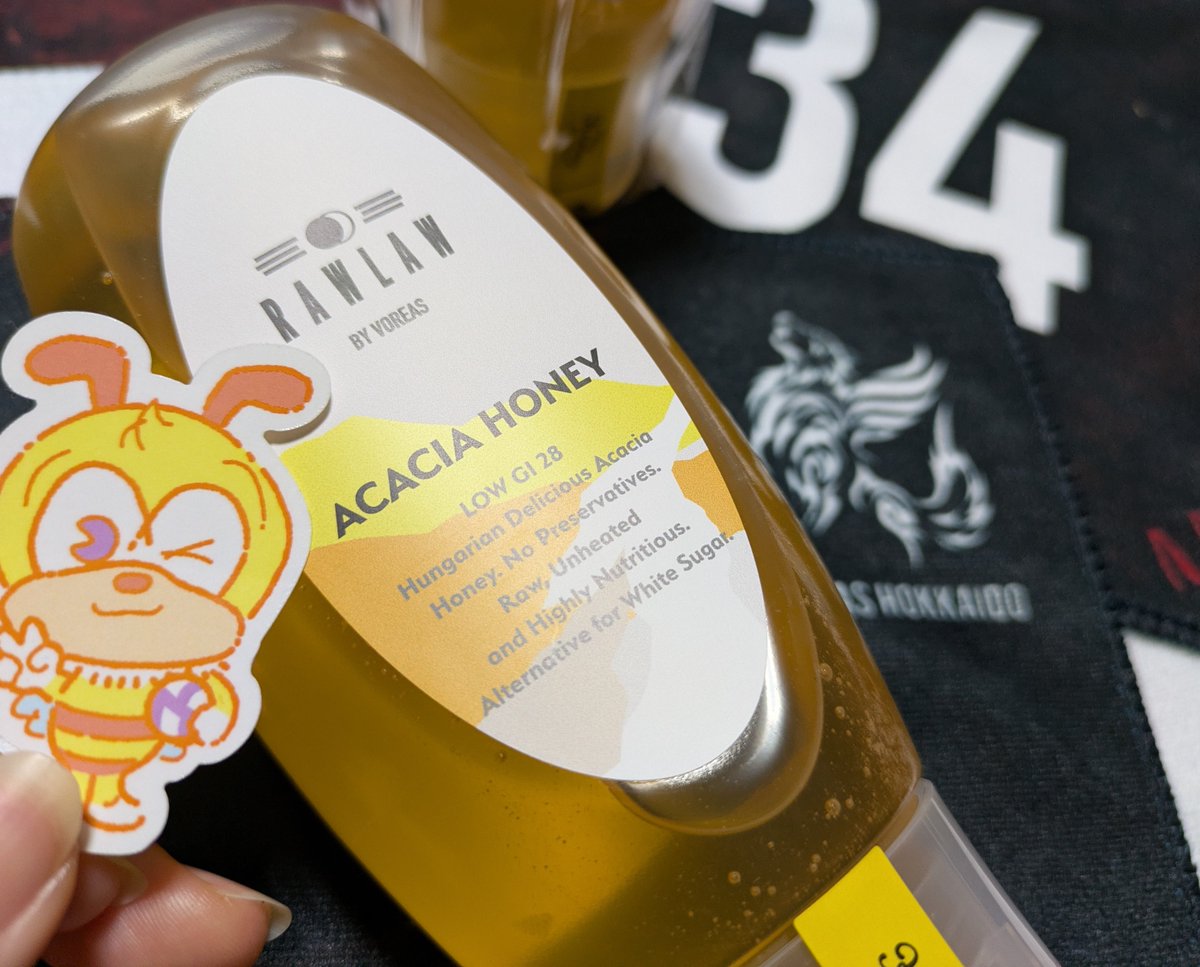 34
RAWLAW
BY VOREAS
ACACIA HONEY
LOW GI 28
Hungarian Delicious Acacia
Honey. No Preservatives.
Raw, Unheated
and Highly Nutritious.
Alternative for White Sugar.
HOKKAIDO